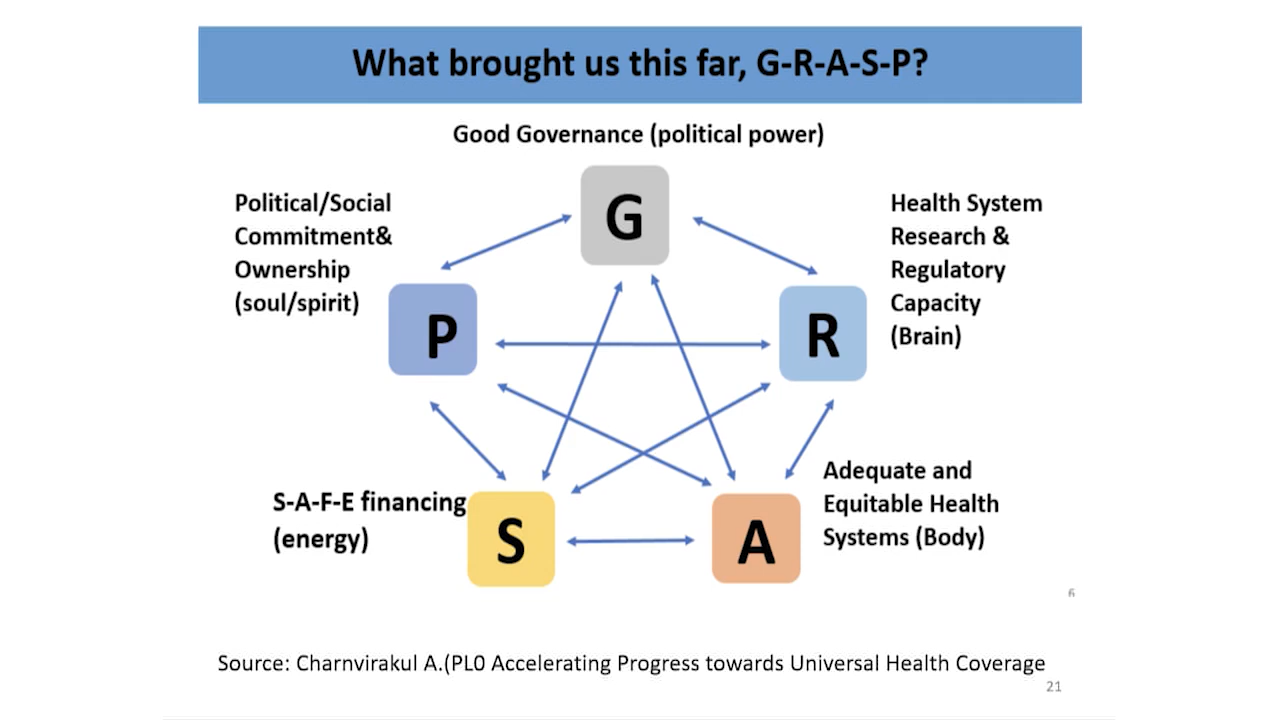 What brought us this far, G-R-A-S-P?
Good Governance (political power)
G
Political/Social
Commitment&
Ownership
(soul/spirit)
P
Health System
Research &
Regulatory
Capacity
(Brain)
R
S-A-F-E financing
(energy)
S
Adequate and
Equitable Health
Systems (Body)
A
6
Source: Charnvirakul A.(PL0 Accelerating Progress towards Universal Health Coverage
21